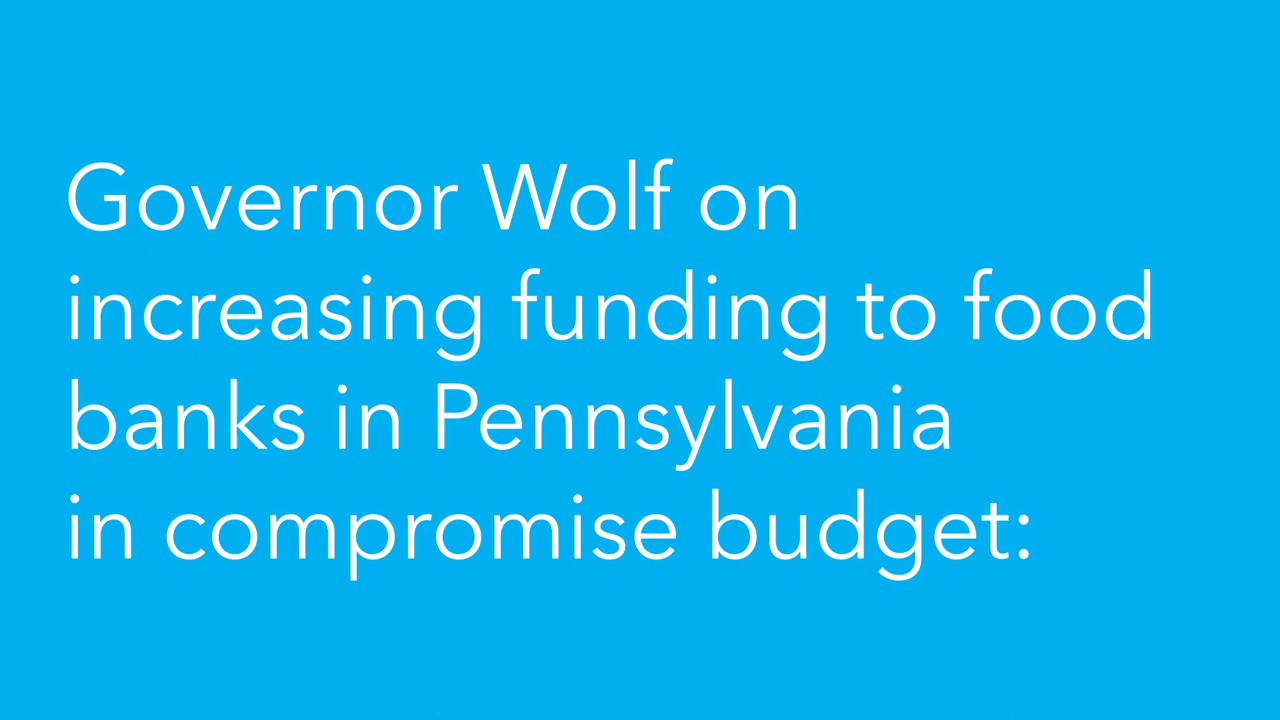 Governor Wolf on
increasing funding to food
banks in Pennsylvania
in compromise budget: